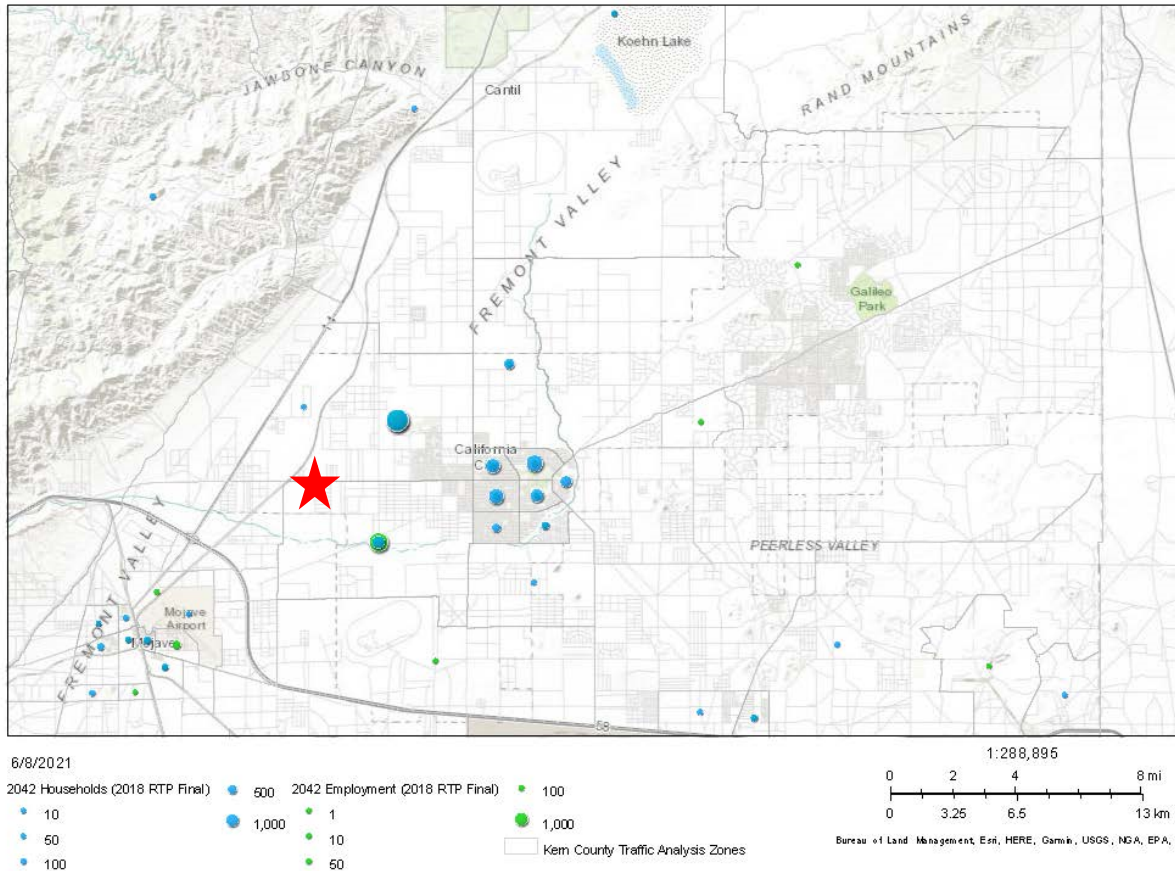 Koehn Lake
JAWBONE CANYON
Cantil
RAND MOUNTAINS
FREMONT VALLEY
14
Galileo
Park
California
PEERLESS VALLEY
FREMONT VALLEY
Mojave
Airport
Mojave
58
6/8/2021
1:288,895
2042 Households (2018 RTP Final)
10
50
100
500
1,000
2042 Employment (2018 RTP Final)
1
10
50
100
1,000
Kern County Traffic Analysis Zones
0 2 4 8 mi
0 3.25 6.5 13 km
Bureau of Land Management, Esri, HERE, Garmin, USGS, NGA, EPA,